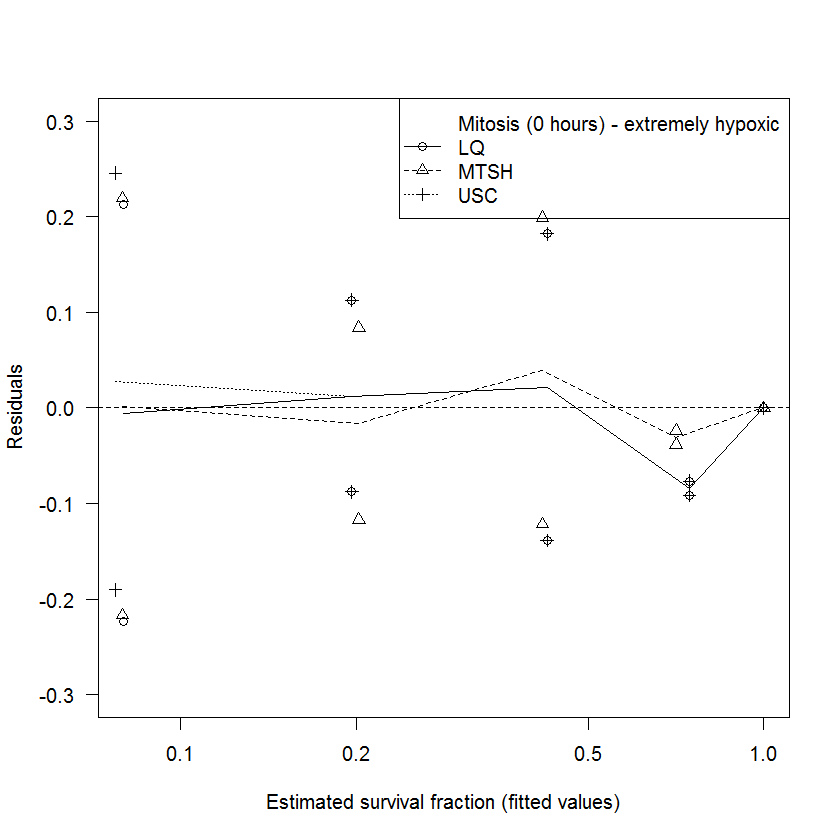 Mitosis (0 hours) - extremely hypoxic
LQ
MTSH
USC
0.3
0.2
0.1
0.0
-0.1
-0.2
-0.3
Residuals
0.1 0.2 0.5 1.0
Estimated survival fraction (fitted values)